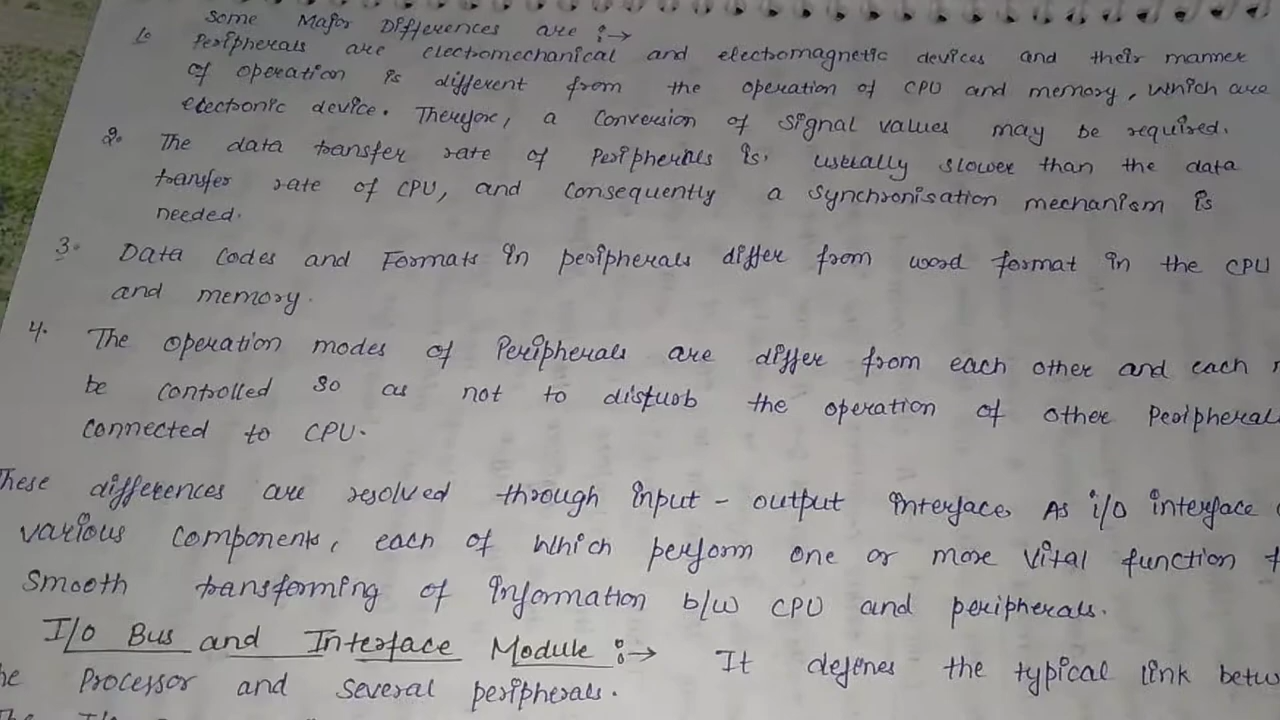 Some Major Differences are :→
1. Peripherals are electromechanical and electromagnetic devices and their manner
of operation is different from the operation of CPU and memory, which are
electronic device. Therefore, a conversion of signal values may be required.
2. The data transfer rate of Peripherals is usually slower than the data
transfer rate of CPU, and consequently a synchronisation mechanism is
needed.
3. Data codes and Formats in peripherals differ from word format in the CPU
and memory.
4. The operation modes of Peripherals are differ from each other and each
be controlled so as not to disturb the operation of other Peripherals
connected to CPU.
These differences are resolved through input - output interface. As i/o interface
various components, each of which perform one or more vital function
smooth transforming of information b/w CPU and peripherals.
I/o Bus and Interface Module :→ It defines the typical link betw
Processor and several peripherals.